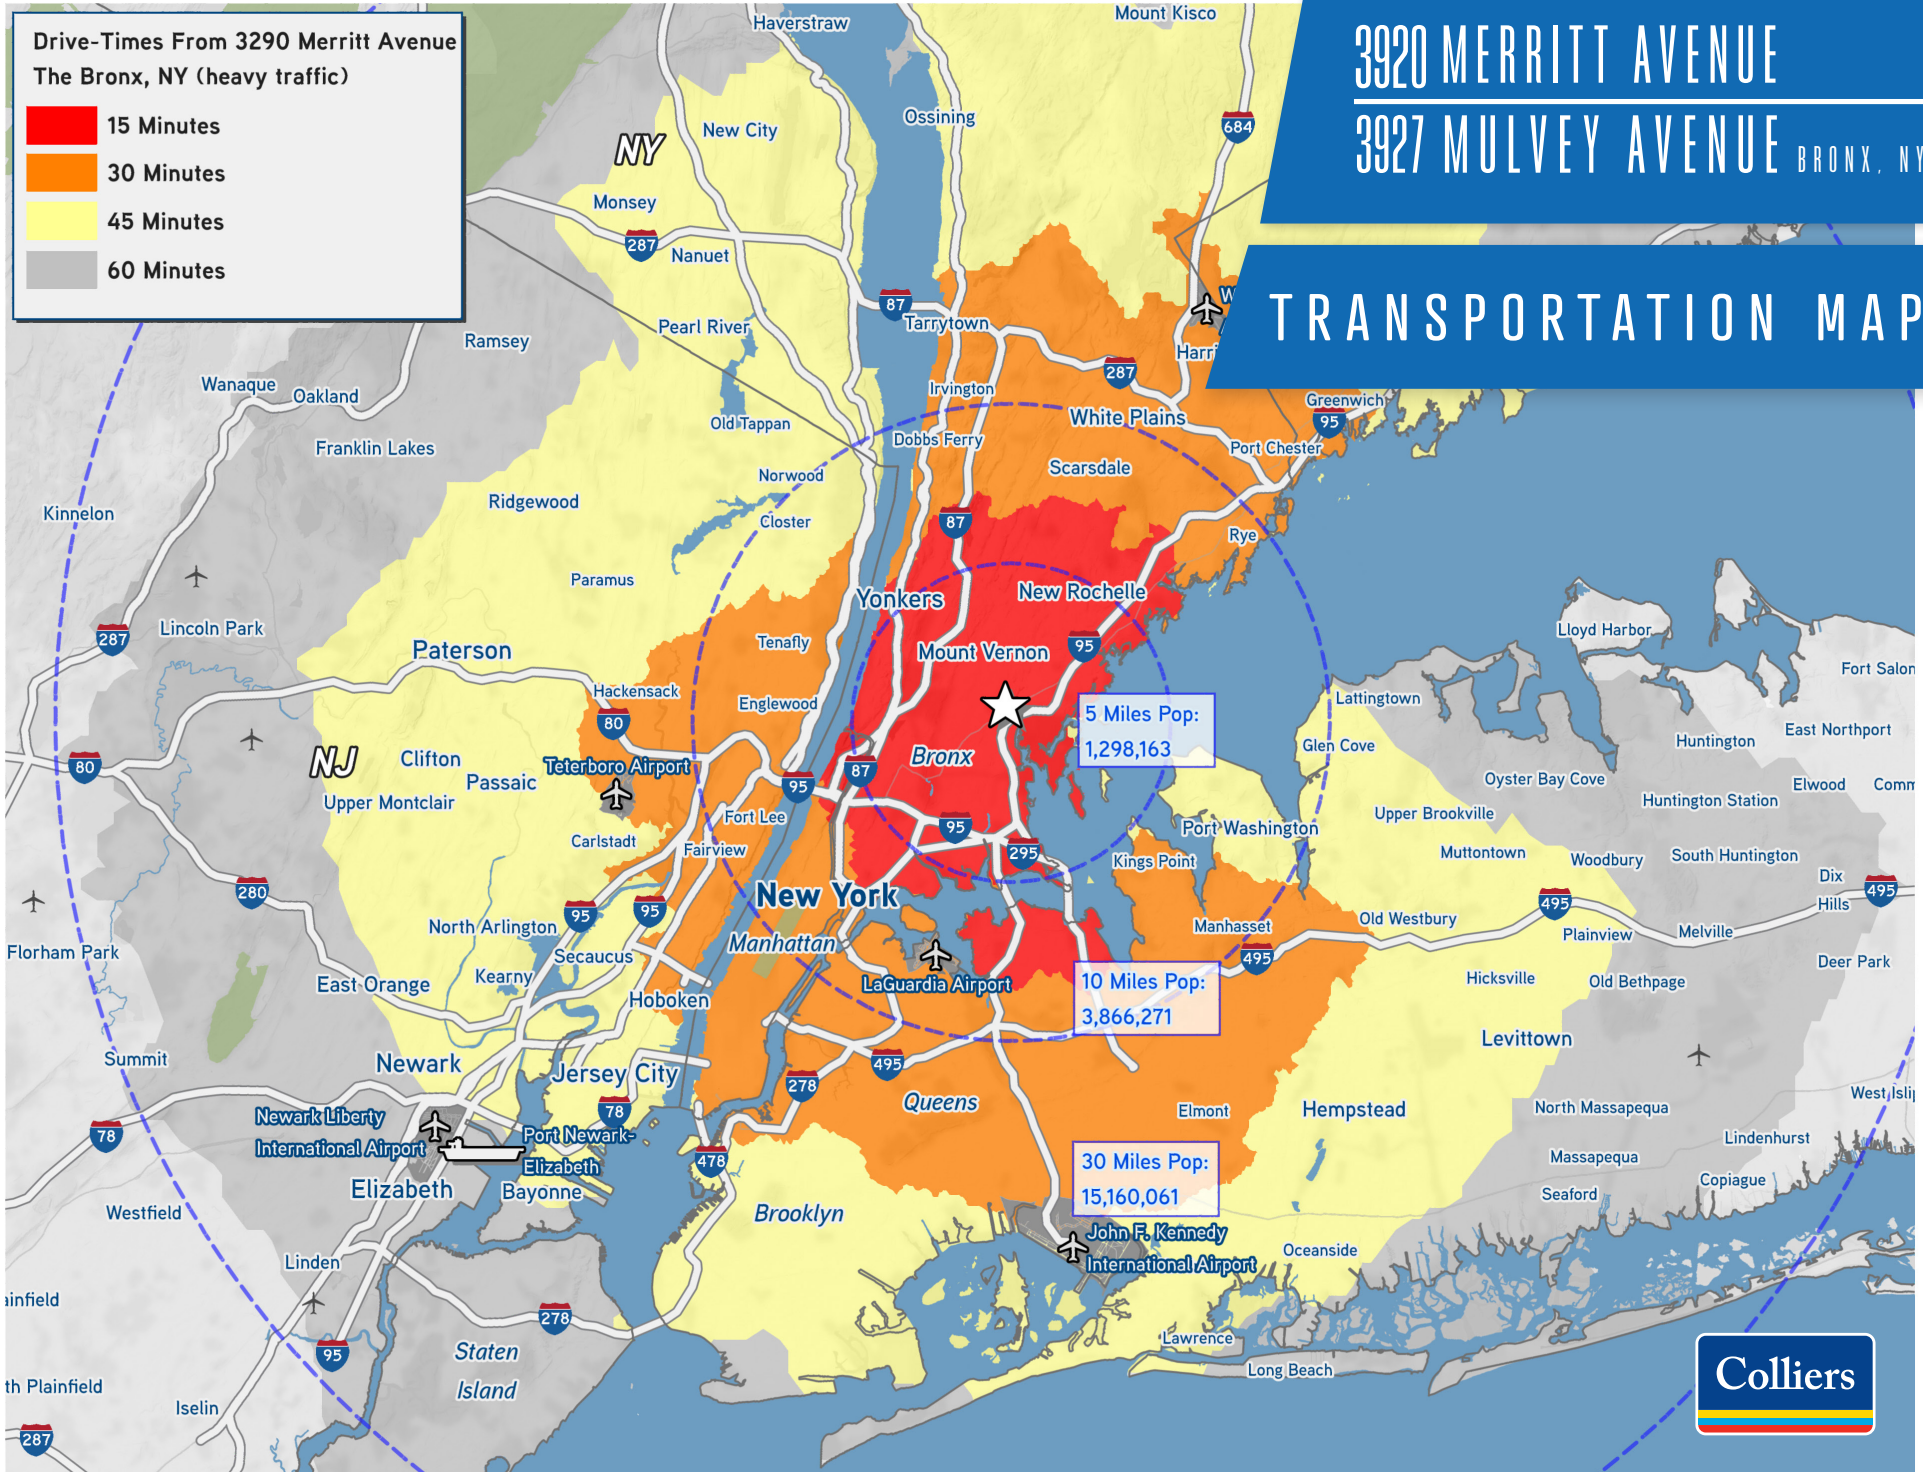 Drive-Times From 3290 Merritt Avenue
The Bronx, NY (heavy traffic)
15 Minutes
30 Minutes
45 Minutes
60 Minutes
3920 MERRITT AVENUE
3927 MULVEY AVENUE BRONX, NY
TRANSPORTATION MAP
Haverstraw
Mount Kisco
Ossining
New City
684
NY
Monsey
287
Nanuet
87
Tarrytown
Pearl River
Ramsey
Harri
287
Wanaque
Oakland
Irvington
White Plains
Greenwich
95
Old Tappan
Dobbs Ferry
Port Chester
Franklin Lakes
Scarsdale
Norwood
Ridgewood
Kinnelon
Closter
87
Rye
Paramus
Yonkers
New Rochelle
287
Lincoln Park
Lloyd Harbor
Tenafly
Paterson
Mount Vernon
95
Fort Salon
Hackensack
Englewood
Lattingtown
80
5 Miles Pop:
1,298,163
East Northport
Huntington
Glen Cove
NJ
Clifton
Bronx
80
Teterboro Airport
87
Passaic
95
Oyster Bay Cove
Elwood
Comm
Upper Montclair
Huntington Station
Fort Lee
Upper Brookville
95
Port Washington
Carlstadt
Fairview
295
Kings Point
Muttontown
Woodbury
South Huntington
Dix
Hills
280
New York
495
495
95
95
North Arlington
Manhasset
Old Westbury
Manhattan
Plainview
Melville
Florham Park
Secaucus
495
Deer Park
Kearny
East Orange
LaGuardia Airport
10 Miles Pop:
3,866,271
Hicksville
Old Bethpage
Hoboken
Levittown
Summit
Newark
Jersey City
495
278
Queens
Elmont
Hempstead
North Massapequa
West Islip
78
Newark Liberty
International Airport
78
Port Newark-
Elizabeth
478
Lindenhurst
30 Miles Pop:
15,160,061
Massapequa
Elizabeth
Bayonne
Seaford
Copiague
Westfield
Brooklyn
John F. Kennedy
International Airport
Oceanside
Linden
ainfield
278
Lawrence
95
Staten
Island
Long Beach
th Plainfield
Iselin
287
Colliers